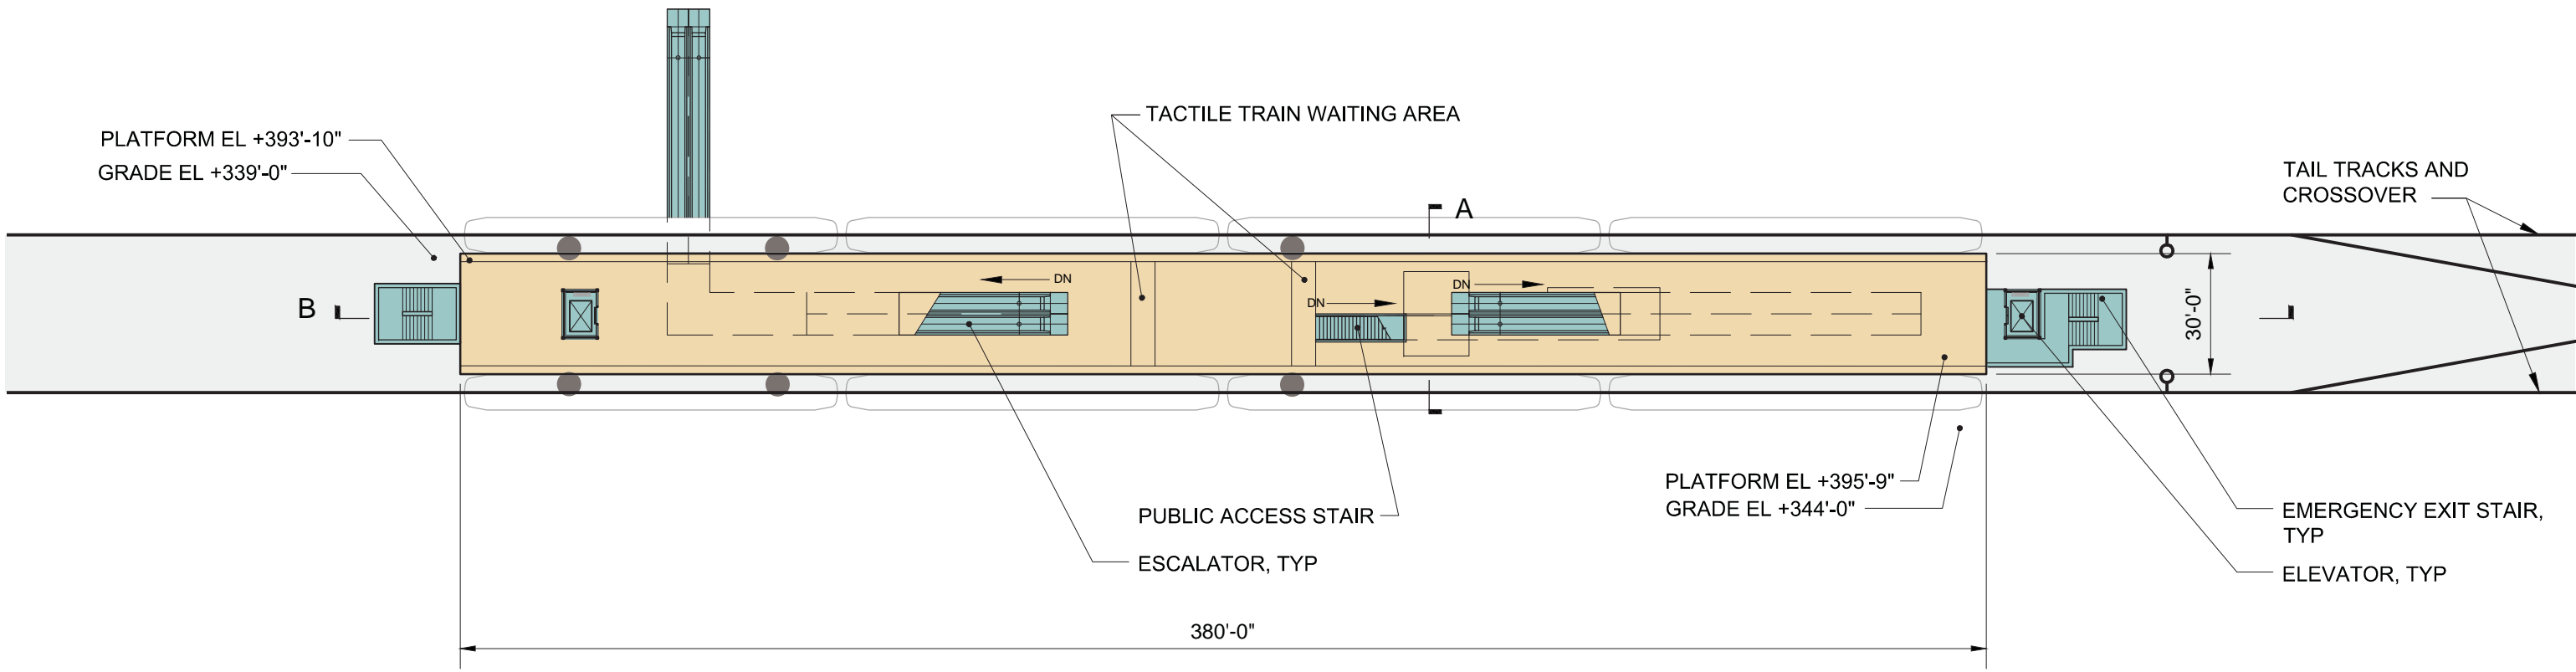 PLATFORM EL +393'-10"
GRADE EL +339'-0"
TACTILE TRAIN WAITING AREA
A
TAIL TRACKS AND
CROSSOVER
B
DN
DN
DN
30'-0"
PLATFORM EL +395'-9"
GRADE EL +344'-0"
PUBLIC ACCESS STAIR
ESCALATOR, TYP
EMERGENCY EXIT STAIR,
TYP
ELEVATOR, TYP
380'-0"